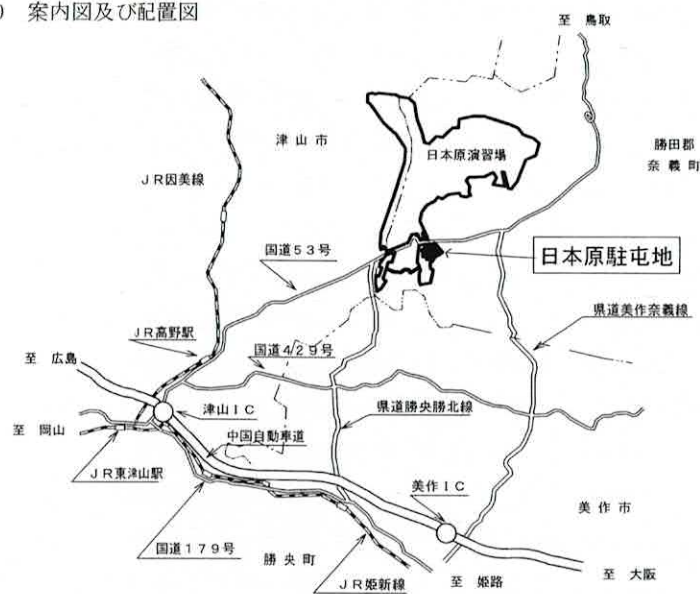 ) 案内図及び配置図
至 鳥取
津山市
日本原演習場
勝田郡
奈義町
JR因美線
国道53号
日本原駐屯地
県道美作奈義線
JR高野駅
国道429号
至 広島
津山IC
県道勝央勝北線
至 岡山
中国自動車道
JR東津山駅
美作IC
美作市
国道179号
勝央町
JR姫新線
至 姫路
至 大阪